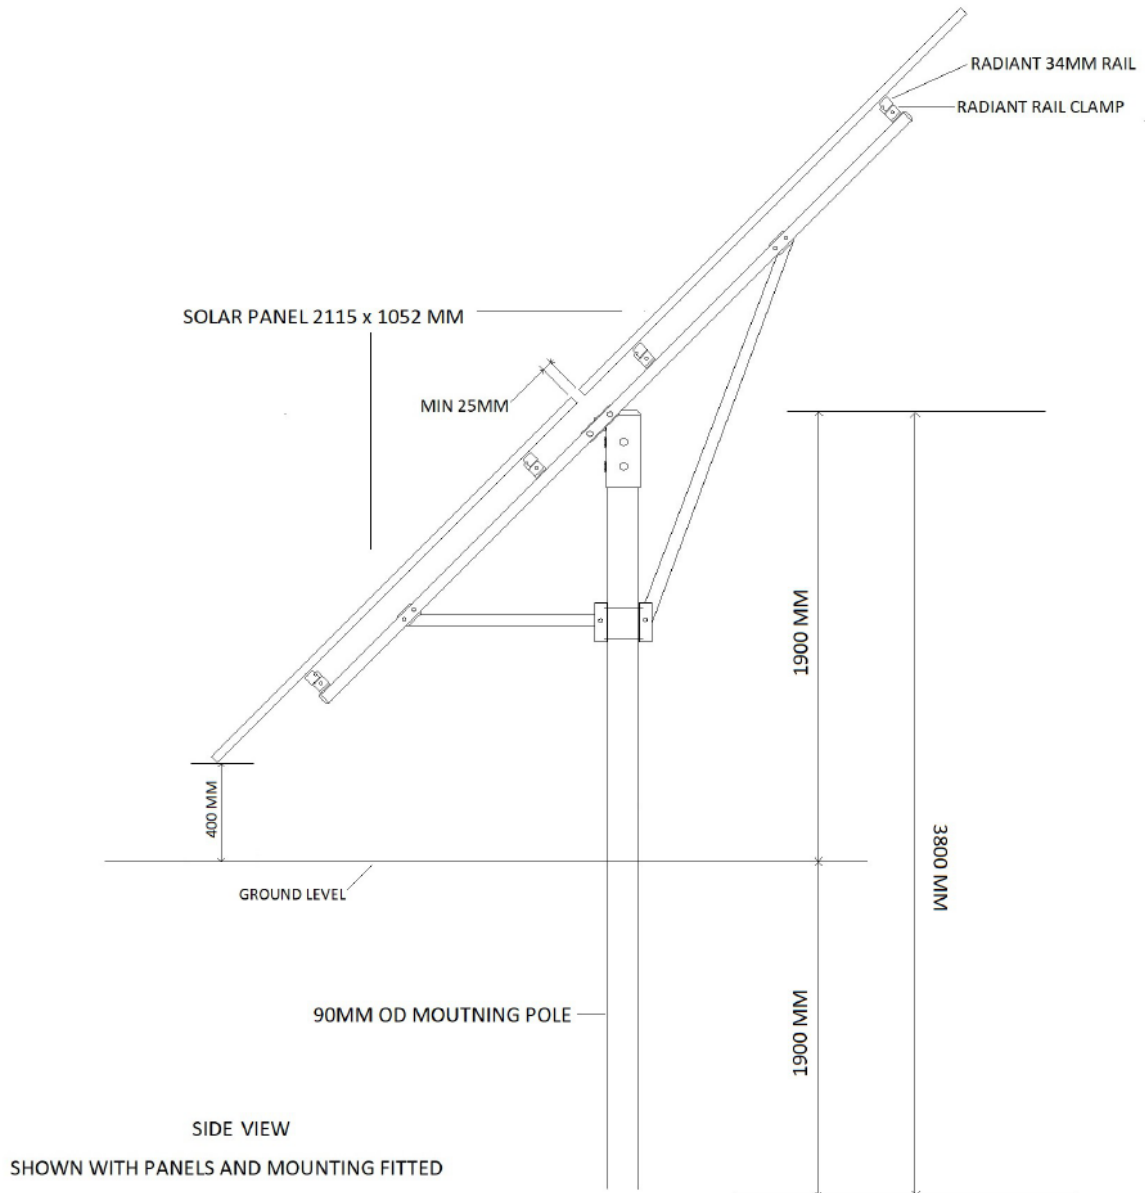 RADIANT 34MM RAIL
RADIANT RAIL CLAMP
SOLAR PANEL 2115 x 1052 MM
MIN 25MM
1900 MM
400 MM
3800 MM
GROUND LEVEL
90MM OD MOUTNING POLE
1900 MM
SIDE VIEW
SHOWN WITH PANELS AND MOUNTING FITTED